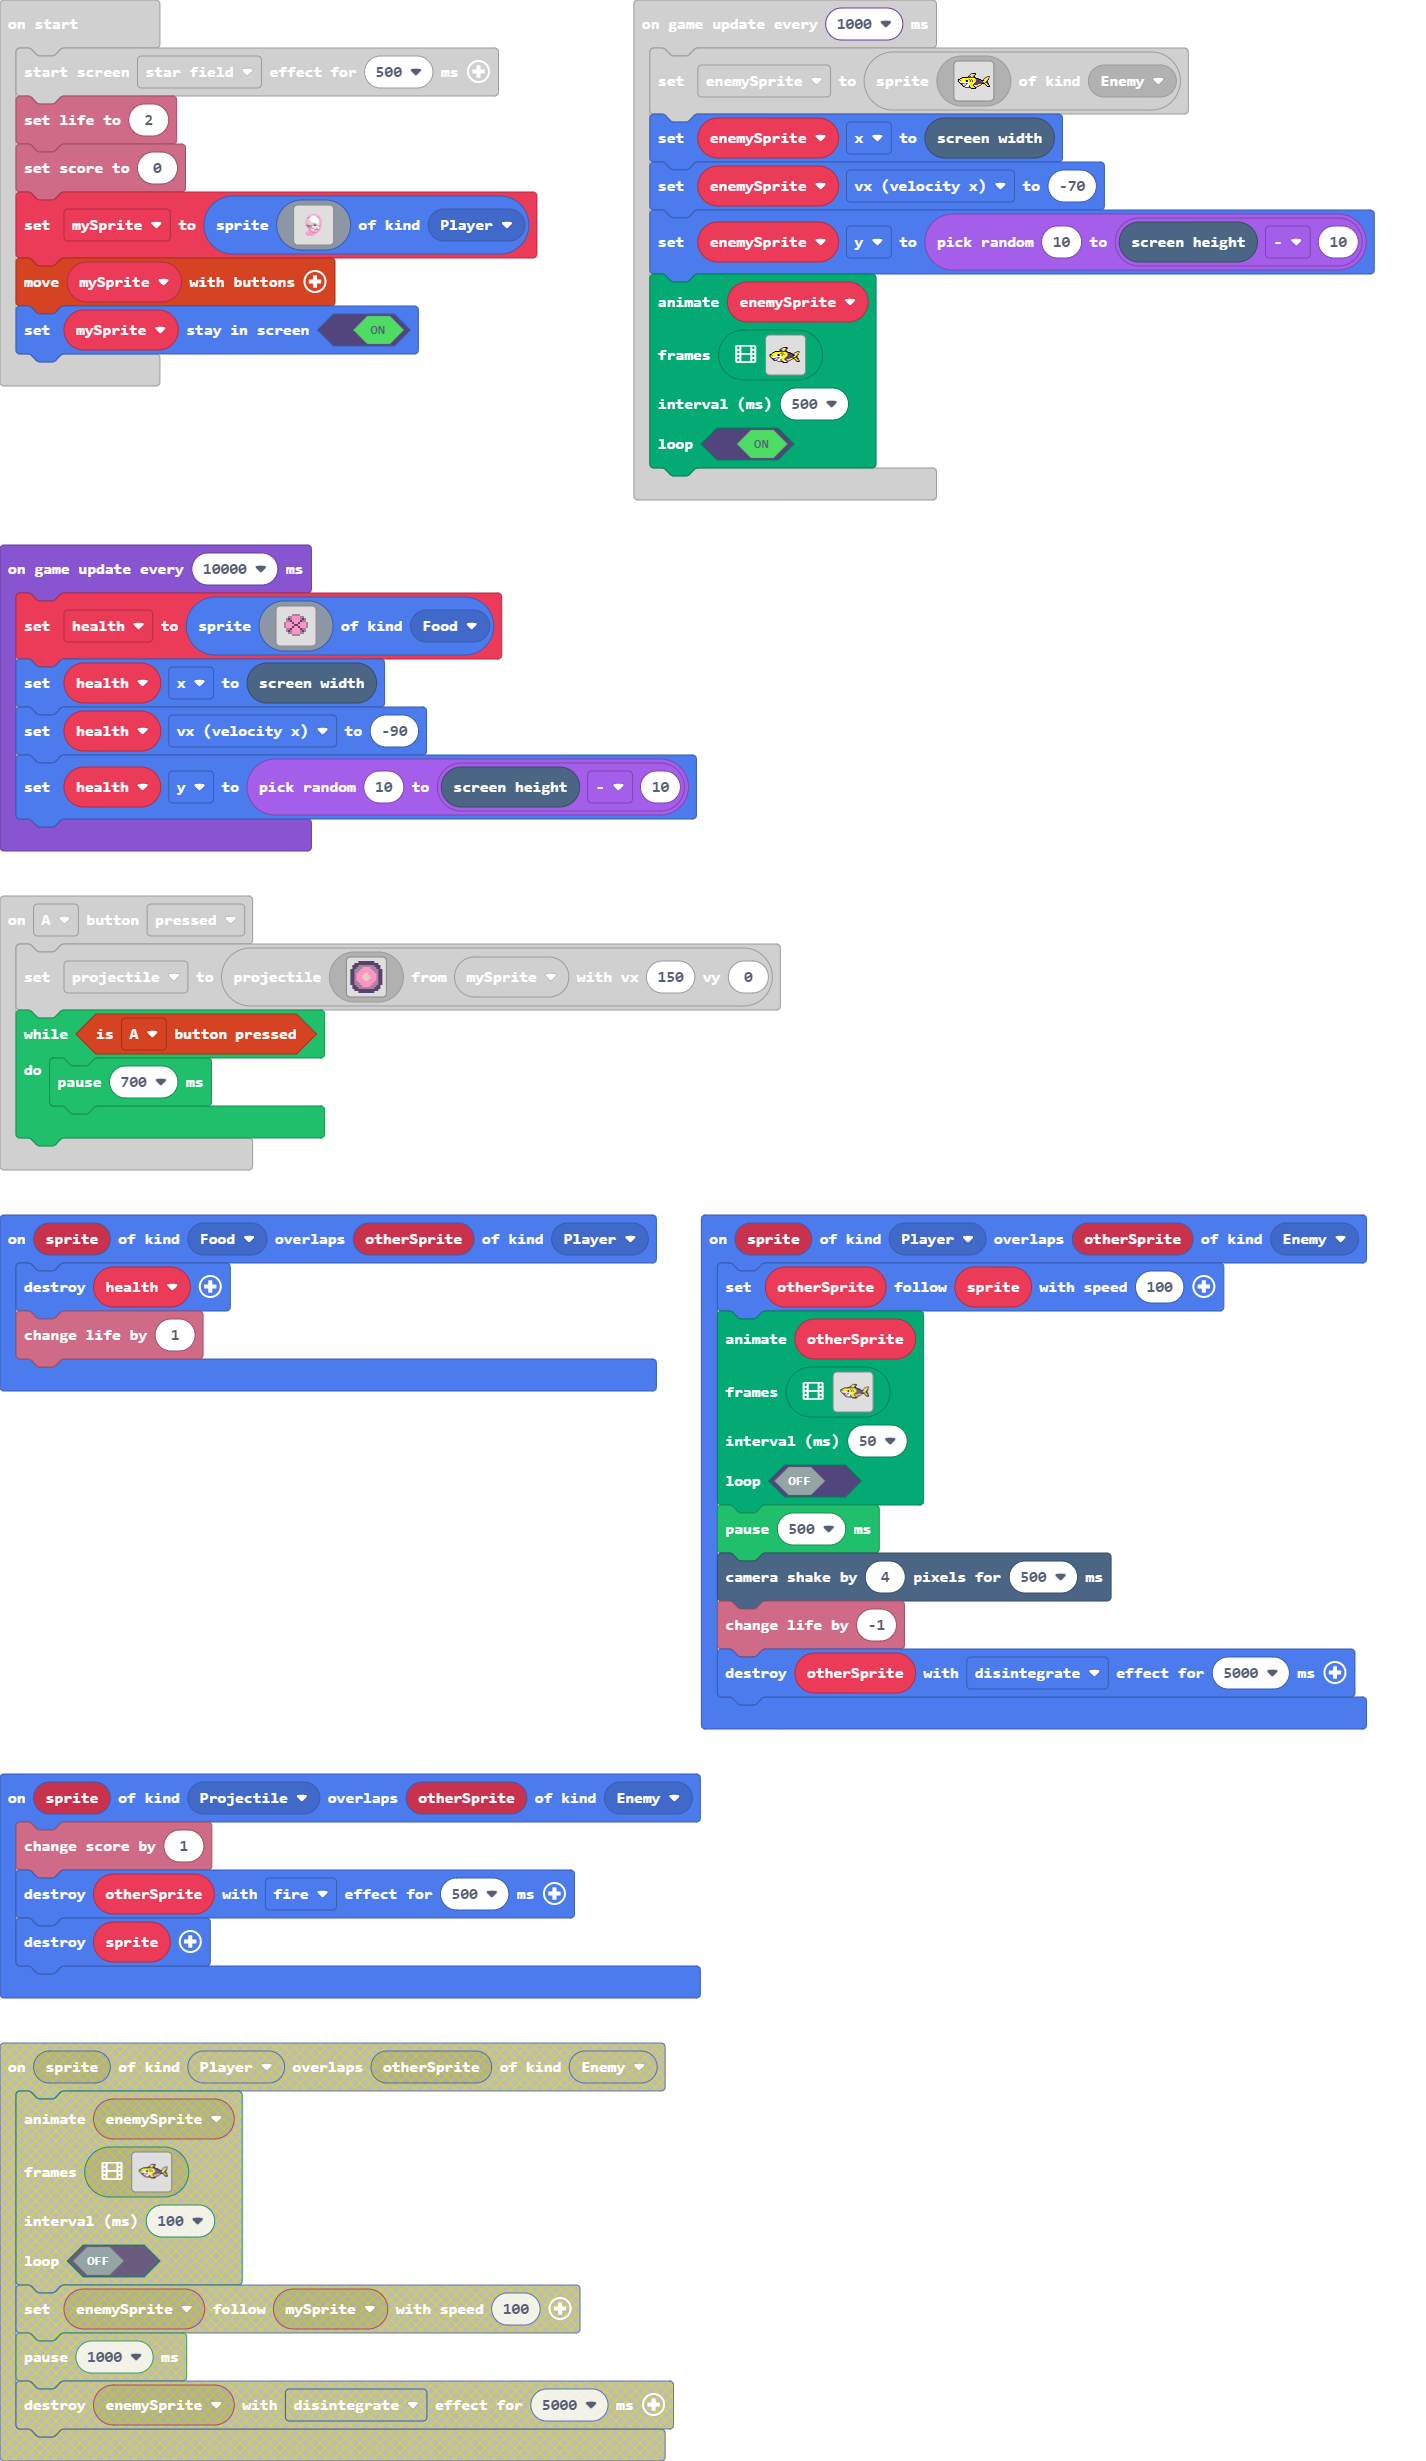 on start
start screen star field effect for 500 ms
set life to 2
set score to 0
set mySprite to sprite of kind Player
move mySprite with buttons
set mySprite stay in screen ON
on game update every 1000 ms
set enemySprite to sprite of kind Enemy
set enemySprite x to screen width
set enemySprite vx (velocity x) to -70
set enemySprite y to pick random 10 to screen height - 10
animate enemySprite
frames
interval (ms) 500
loop ON
on game update every 10000 ms
set health to sprite of kind Food
set health x to screen width
set health vx (velocity x) to -90
set health y to pick random 10 to screen height - 10
on A button pressed
set projectile to projectile from mySprite with vx 150 vy 0
while is A button pressed
do
pause 700 ms
on sprite of kind Food overlaps otherSprite of kind Player
destroy health
change life by 1
on sprite of kind Player overlaps otherSprite of kind Enemy
set otherSprite follow sprite with speed 100
animate otherSprite
frames
interval (ms) 50
loop OFF
pause 500 ms
camera shake by 4 pixels for 500 ms
change life by -1
destroy otherSprite with disintegrate effect for 5000 ms
on sprite of kind Projectile overlaps otherSprite of kind Enemy
change score by 1
destroy otherSprite with fire effect for 500 ms
destroy sprite
on sprite of kind Player overlaps otherSprite of kind Enemy
animate enemySprite
frames
interval (ms) 100
loop OFF
set enemySprite follow mySprite with speed 100
pause 1000 ms
destroy enemySprite with disintegrate effect for 5000 ms